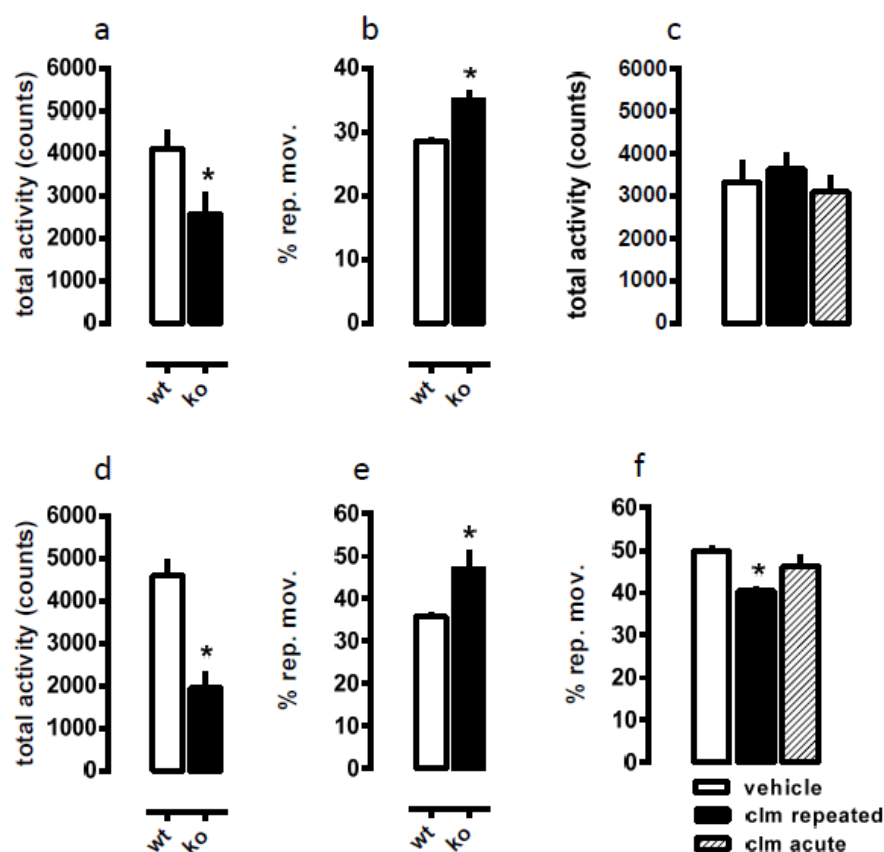 a
total activity (counts)
6000
5000
4000
3000
2000
1000
0
*
wt
ko
b
% rep. mov.
40
30
20
10
0
*
wt
ko
c
total activity (counts)
6000
5000
4000
3000
2000
1000
0
d
total activity (counts)
6000
5000
4000
3000
2000
1000
0
*
wt
ko
e
% rep. mov.
60
50
40
30
20
10
0
*
wt
ko
f
% rep. mov.
60
50
40
30
20
10
0
*
vehicle
clm repeated
clm acute